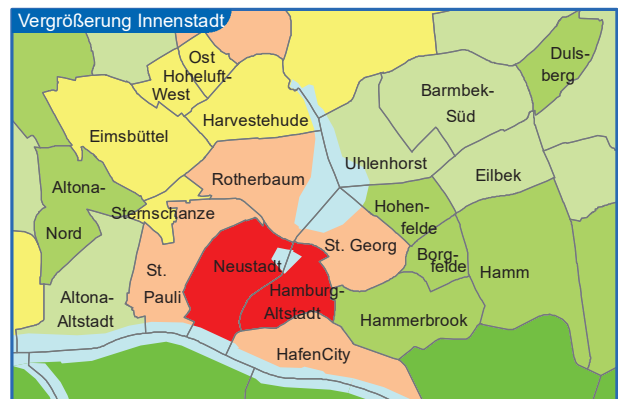 Vergrößerung Innenstadt
Ost
Hoheluft-
West
Duls-
berg
Barmbek-
Süd
Harvestehude
Eimsbüttel
Uhlenhorst
Eilbek
Rotherbaum
Altona-
Nord
Sternschanze
Hohen-
felde
St. Georg
Borg-
felde
Hamm
St.
Pauli
Neustadt
Hamburg-
Altstadt
Altona-
Altstadt
Hammerbrook
HafenCity